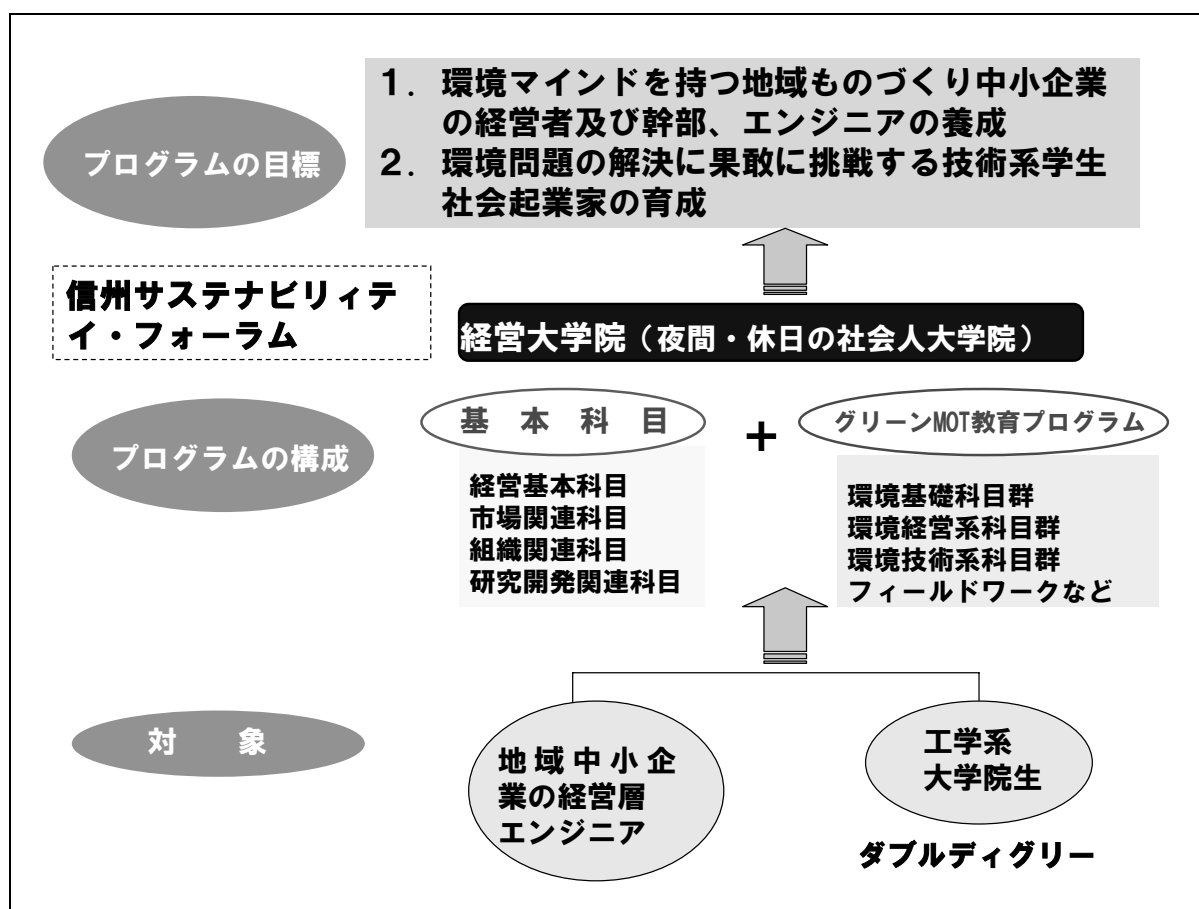 プログラムの目標
1. 環境マインドを持つ地域ものづくり中小企業
の経営者及び幹部、エンジニアの養成
2. 環境問題の解決に果敢に挑戦する技術系学生
社会起業家の育成
信州サステナビリィテ
イ・フォーラム
経営大学院（夜間・休日の社会人大学院）
プログラムの構成
基本科目
+
グリーンMOT教育プログラム
経営基本科目
市場関連科目
組織関連科目
研究開発関連科目
環境基礎科目群
環境経営系科目群
環境技術系科目群
フィールドワークなど
対象
地域中小企
業の経営層
エンジニア
工学系
大学院生
ダブルディグリー